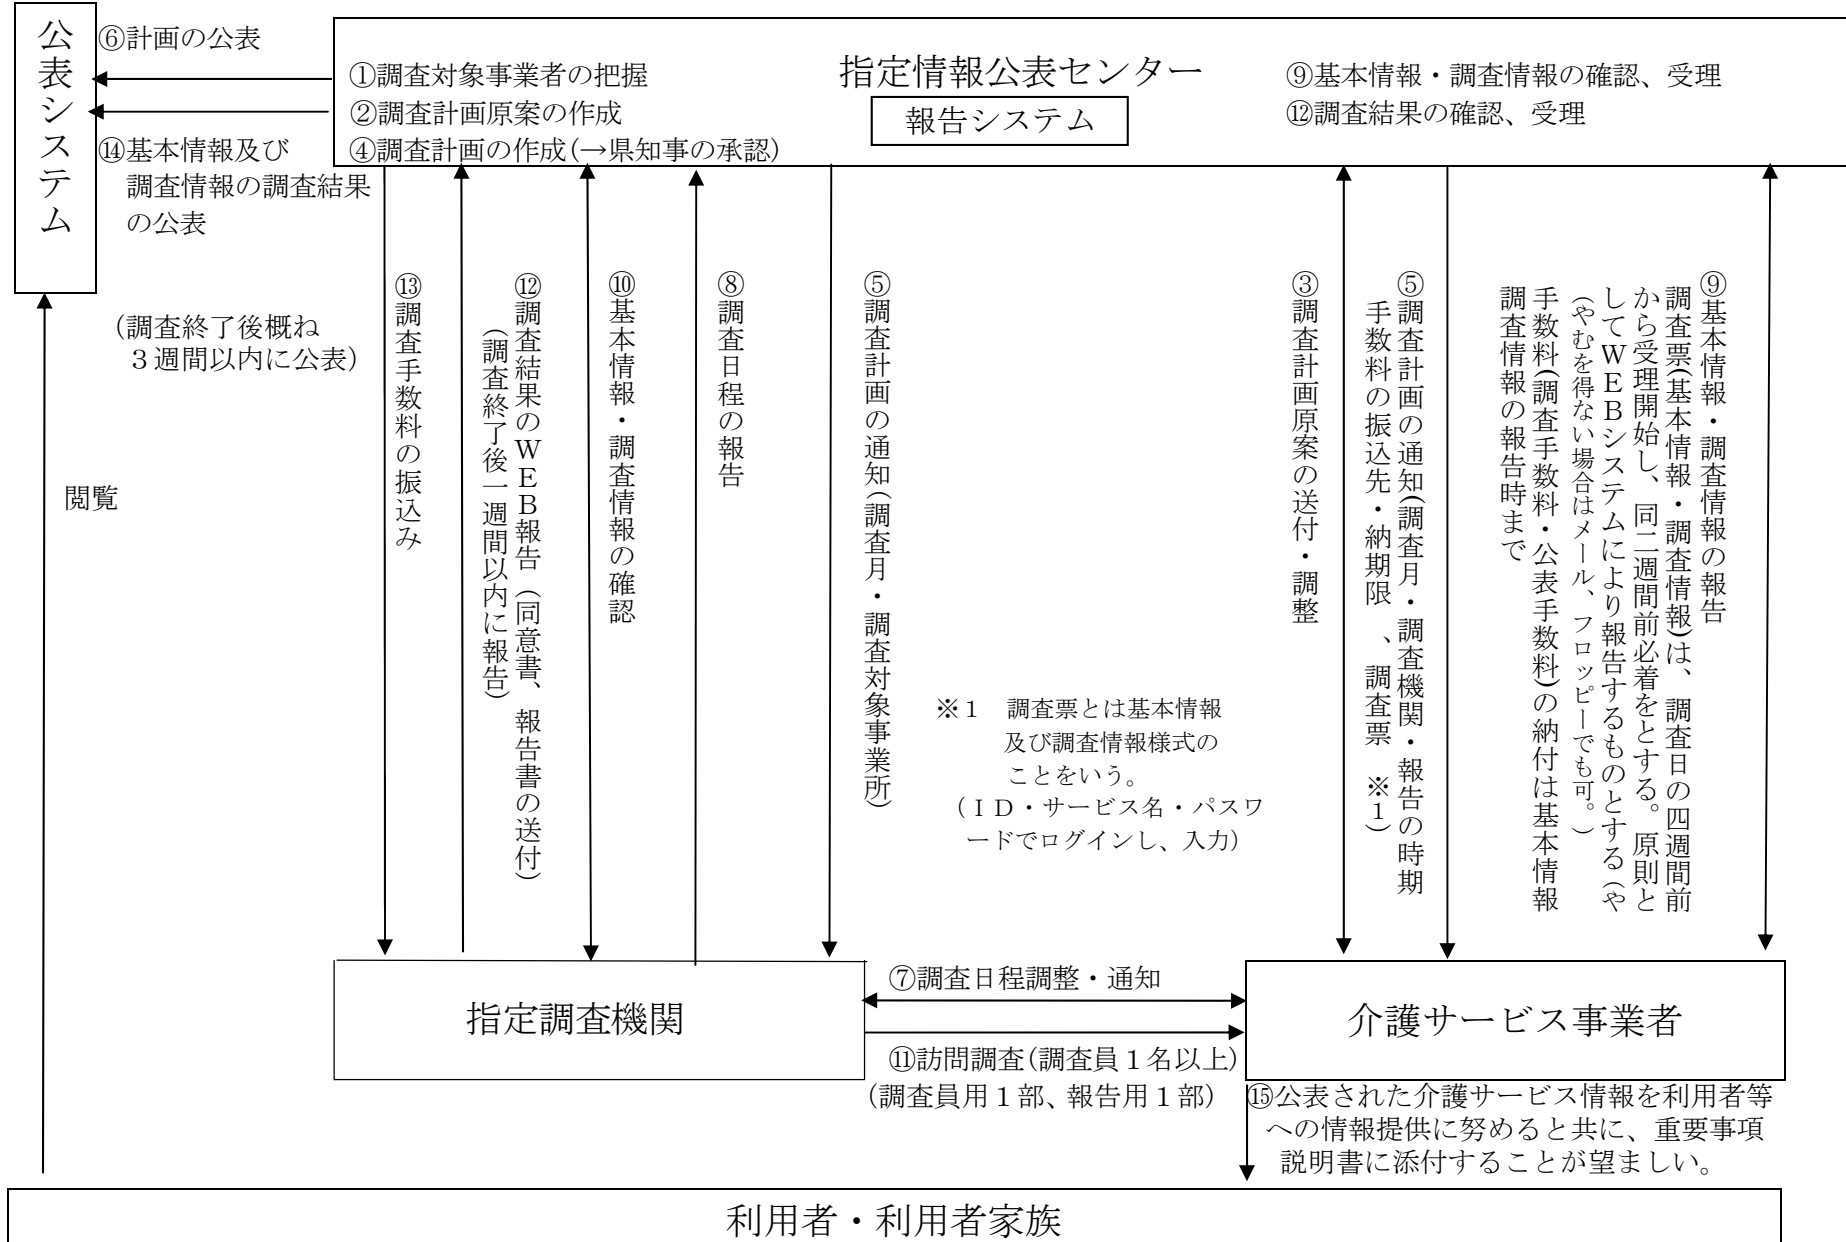 公表システム
⑥計画の公表
⑭基本情報及び
調査情報の調査結果
の公表
(調査終了後概ね
３週間以内に公表)
閲覧
指定情報公表センター
報告システム
①調査対象事業者の把握
②調査計画原案の作成
④調査計画の作成(→県知事の承認)
⑨基本情報・調査情報の確認、受理
⑫調査結果の確認、受理
⑬調査手数料の振込み
⑫調査結果のＷＥＢ報告（同意書、報告書の送付)
(調査終了後一週間以内に報告)
⑩基本情報・調査情報の確認
⑧調査日程の報告
⑤調査計画の通知(調査月・調査対象事業所)
※１　調査票とは基本情報
及び調査情報様式の
ことをいう。
（ＩＤ・サービス名・パスワ
ードでログインし、入力)
③調査計画原案の送付・調整
⑤調査計画の通知(調査月・調査機関・報告の時期
手数料の振込先・納期限　、調査票　※１)
⑨基本情報・調査情報の報告
調査票(基本情報・調査情報)は、調査日の四週間前
から受理開始し、同二週間前必着をとする。原則と
してＷＥＢシステムにより報告するものとする(や
(やむを得ない場合はメール、フロッピーでも可。)
手数料(調査手数料・公表手数料)の納付は基本情報
調査情報の報告時まで
指定調査機関
⑦調査日程調整・通知
⑪訪問調査(調査員１名以上)
(調査員用１部、報告用１部)
介護サービス事業者
⑮公表された介護サービス情報を利用者等
への情報提供に努めると共に、重要事項
説明書に添付することが望ましい。
利用者・利用者家族